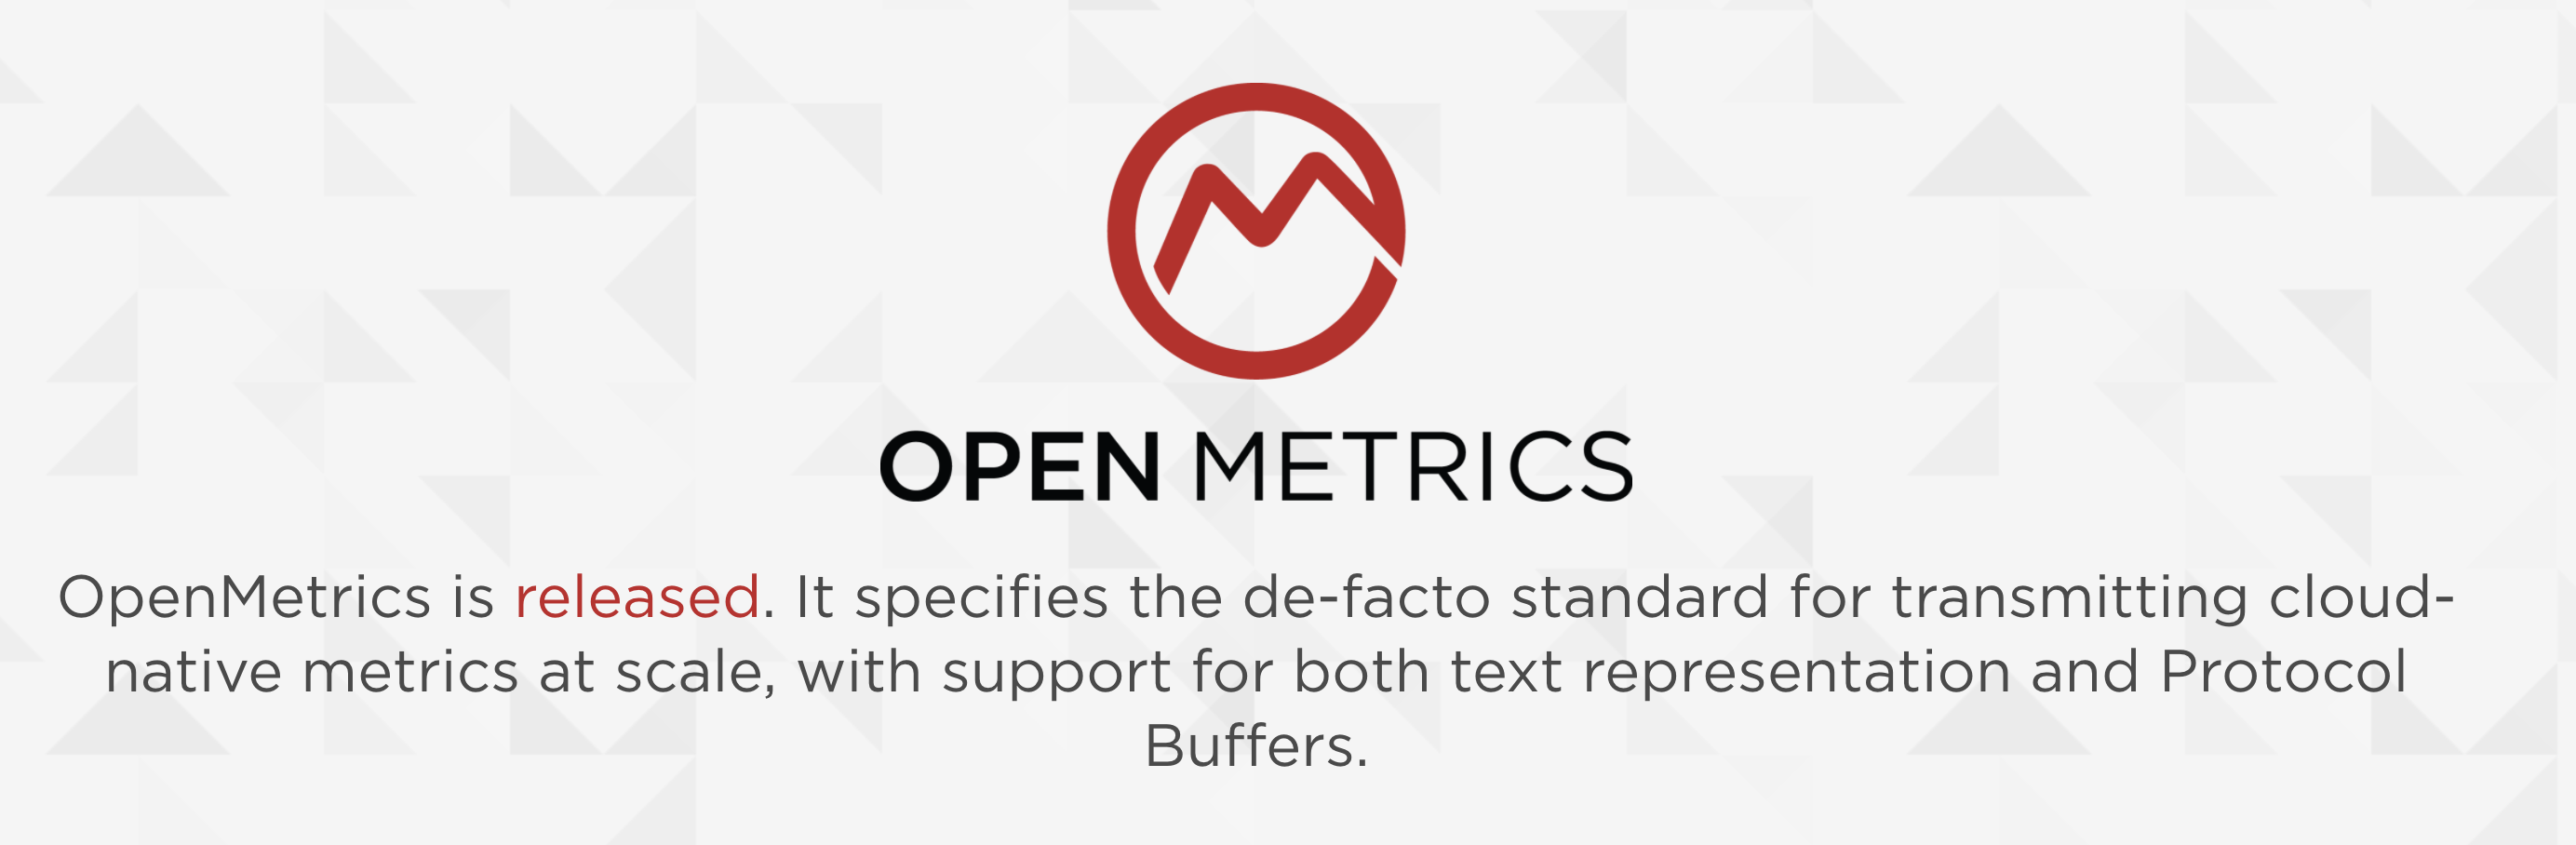 OPEN METRICS
OpenMetrics is released. It specifies the de-facto standard for transmitting cloud-
native metrics at scale, with support for both text representation and Protocol
Buffers.